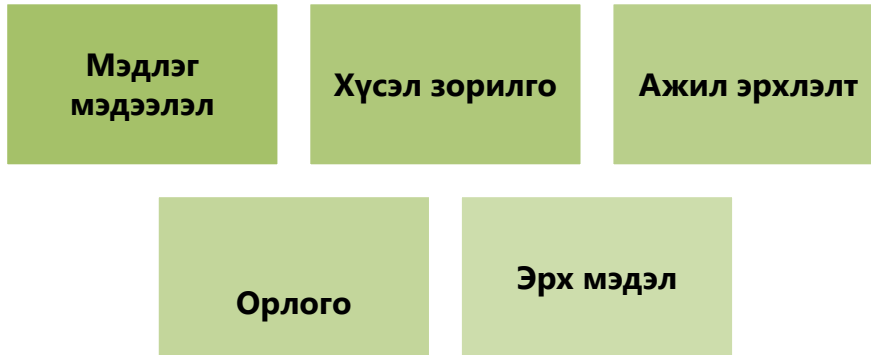 Мэдлэг
мэдээлэл
Хүсэл зорилго
Ажил эрхлэлт
Орлого
Эрх мэдэл